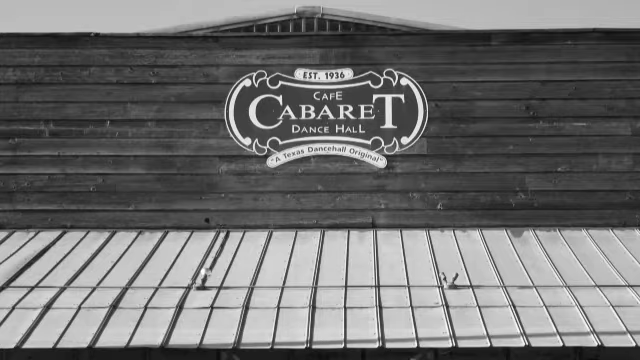 EST. 1936
CAFE
CABARET
DANCE HALL
"A Texas Dancehall Original"